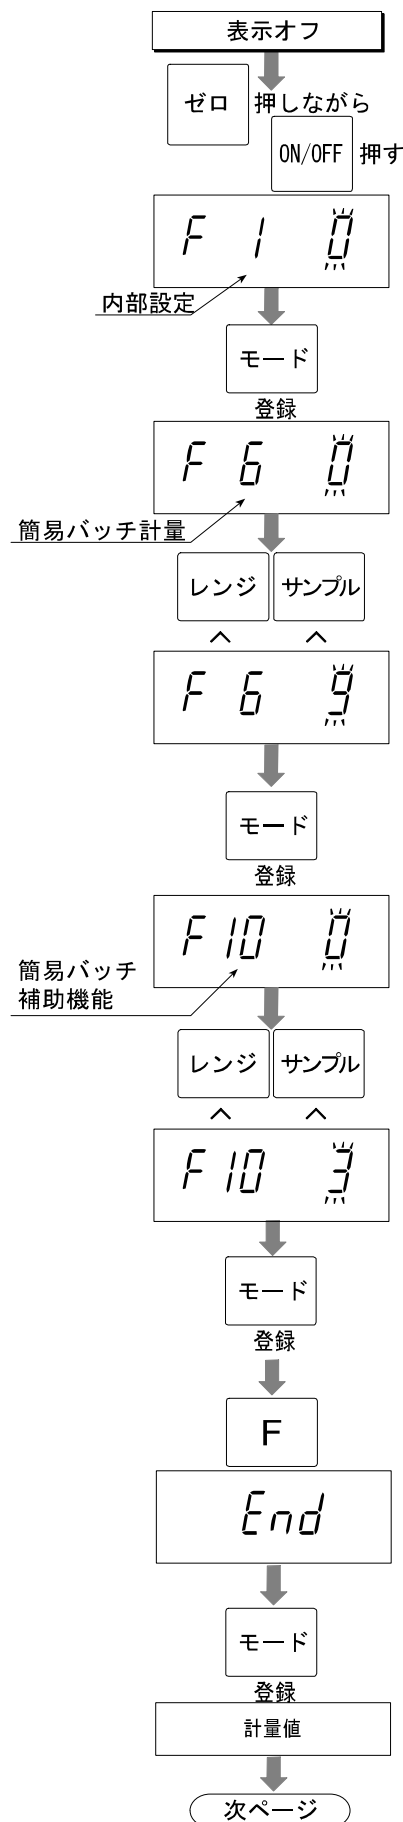 表示オフ
ゼロ 押しながら
ON/OFF 押す
F 1 0
内部設定
モード
登録
F 6 0
簡易バッチ計量
レンジ サンプル
F 6 9
モード
登録
F10 0
簡易バッチ
補助機能
レンジ サンプル
F10 3
モード
登録
F
End
モード
登録
計量値
次ページ